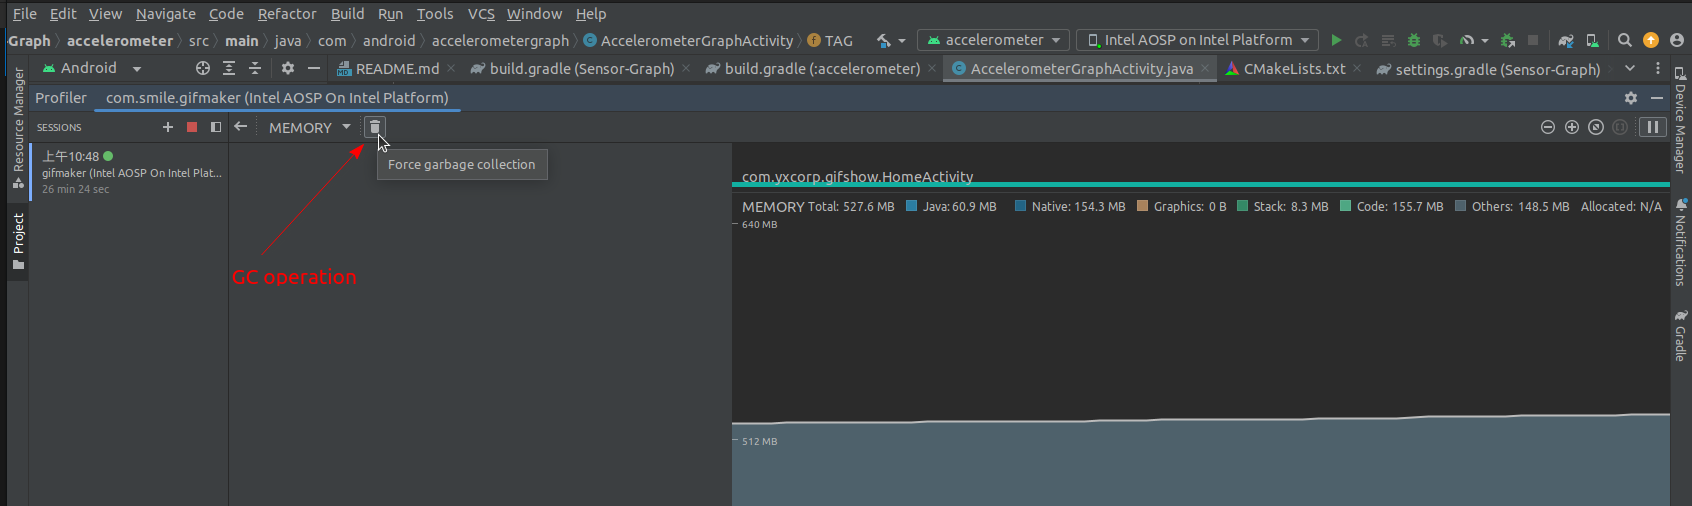 File Edit View Navigate Code Refactor Build Run Tools VCS Window Help
-Graph accelerometer src main java com android accelerometergraph C AccelerometerGraphActivity f TAG accelerometer Intel AOSP on Intel Platform
Android README.md build.gradle (Sensor-Graph) build.gradle (:accelerometer) C AccelerometerGraphActivity.java CMakeLists.txt settings.gradle (Sensor-Graph)
Profiler com.smile.gifmaker (Intel AOSP On Intel Platform)
SESSIONS MEMORY
上午10:48
gifmaker (Intel AOSP On Intel Plat...
26 min 24 sec
Force garbage collection
GC operation
com.yxcorp.gifshow.HomeActivity
MEMORY Total: 527.6 MB Java: 60.9 MB Native: 154.3 MB Graphics: 0 B Stack: 8.3 MB Code: 155.7 MB Others: 148.5 MB Allocated: N/A
640 MB
512 MB
Resource Manager
Project
Device Manager
Notifications
Gradle